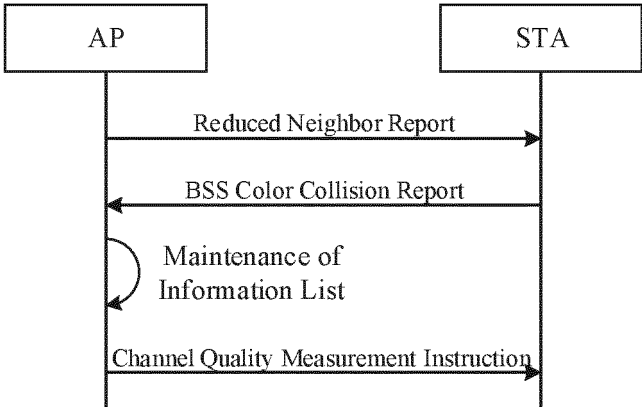 AP
STA
Reduced Neighbor Report
BSS Color Collision Report
Maintenance of
Information List
Channel Quality Measurement Instruction